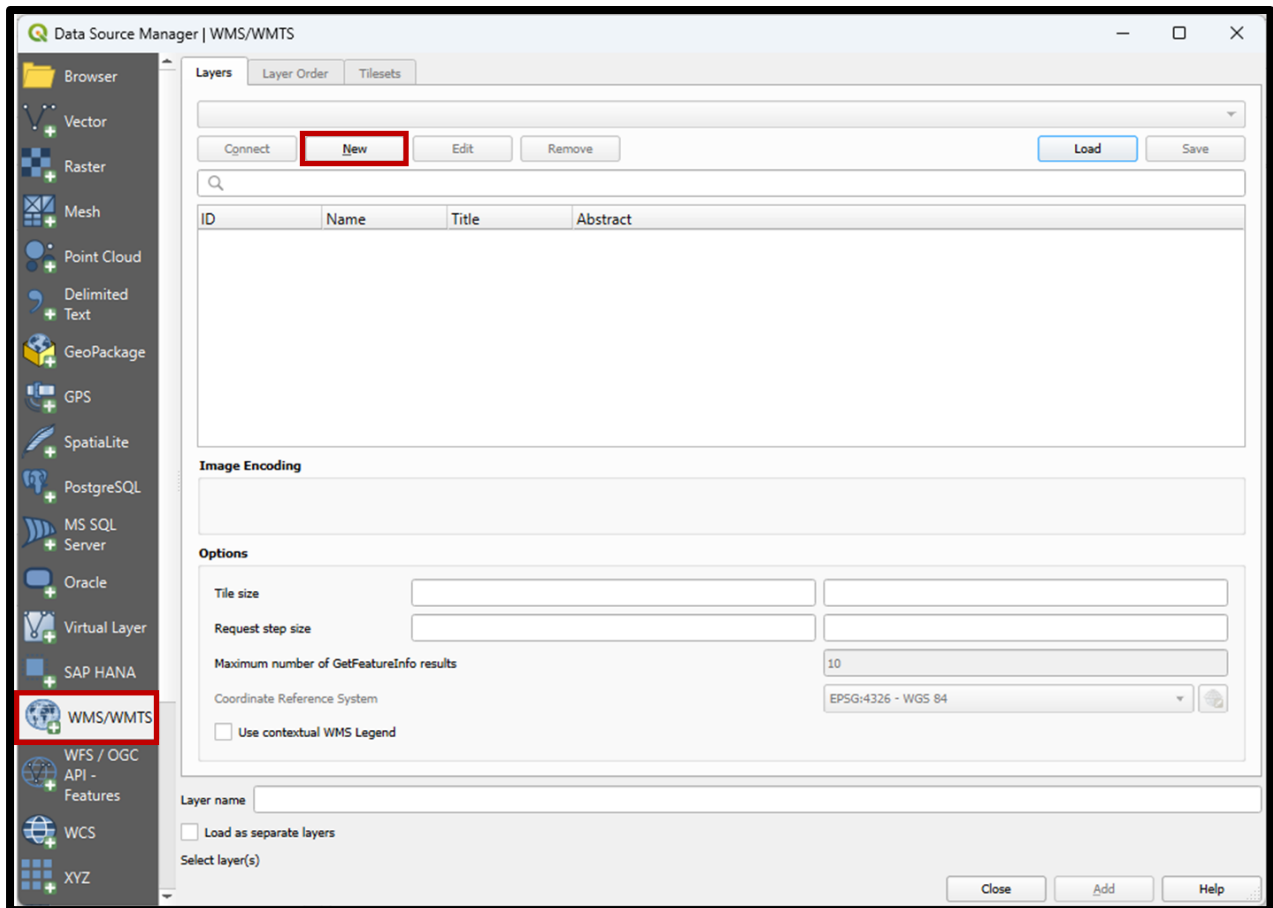 Data Source Manager | WMS/WMTS
Browser
Vector
Raster
Mesh
Point Cloud
Delimited
Text
GeoPackage
GPS
SpatiaLite
PostgreSQL
MS SQL
Server
Oracle
Virtual Layer
SAP HANA
WMS/WMTS
WFS / OGC
API -
Features
WCS
XYZ
Layers Layer Order Tilesets
Connect New Edit Remove Load Save
ID Name Title Abstract
Image Encoding
Options
Tile size
Request step size
Maximum number of GetFeatureInfo results 10
Coordinate Reference System EPSG:4326 - WGS 84
Use contextual WMS Legend
Layer name
Load as separate layers
Select layer(s)
Close Add Help